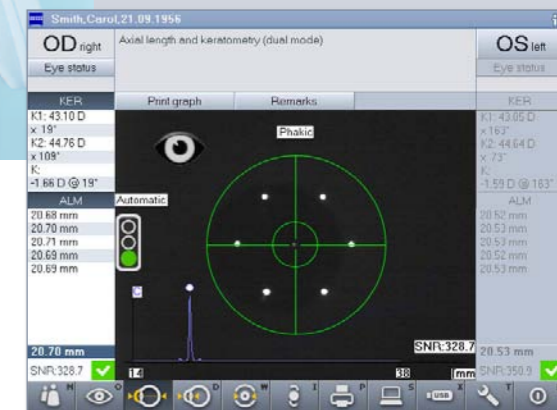 ZEISS Smith,Carol,21.09.1956
OD right
Eye status
Axial length and keratometry (dual mode)
OS left
Eye status
KER
Print graph
Remarks
KER
K1: 43.10 D
x 19°
K2: 44.76 D
x 109°
K:
-1.66 D @ 19°
ALM
20.68 mm
20.70 mm
20.71 mm
20.69 mm
20.69 mm
20.70 mm
SNR:328.7
Phakic
Automatic
C
SNR:328.7
14
38
[mm
K1: 43.05 D
x 163°
K2: 44.64 D
x 73°
K:
-1.59 D @ 163°
ALM
20.52 mm
20.53 mm
20.53 mm
20.52 mm
20.53 mm
20.53 mm
SNR:350.9
N O A D W I P S USB X T